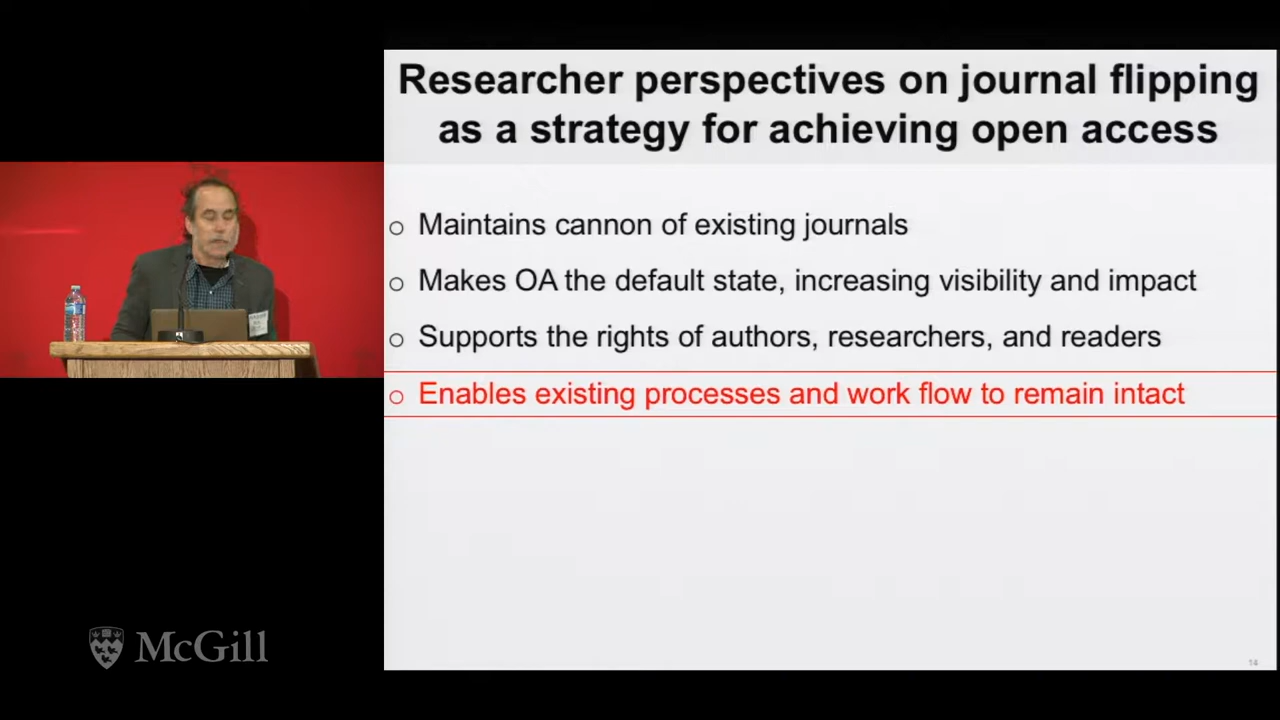 Researcher perspectives on journal flipping
as a strategy for achieving open access
o Maintains cannon of existing journals
o Makes OA the default state, increasing visibility and impact
o Supports the rights of authors, researchers, and readers
o Enables existing processes and work flow to remain intact
14
McGill